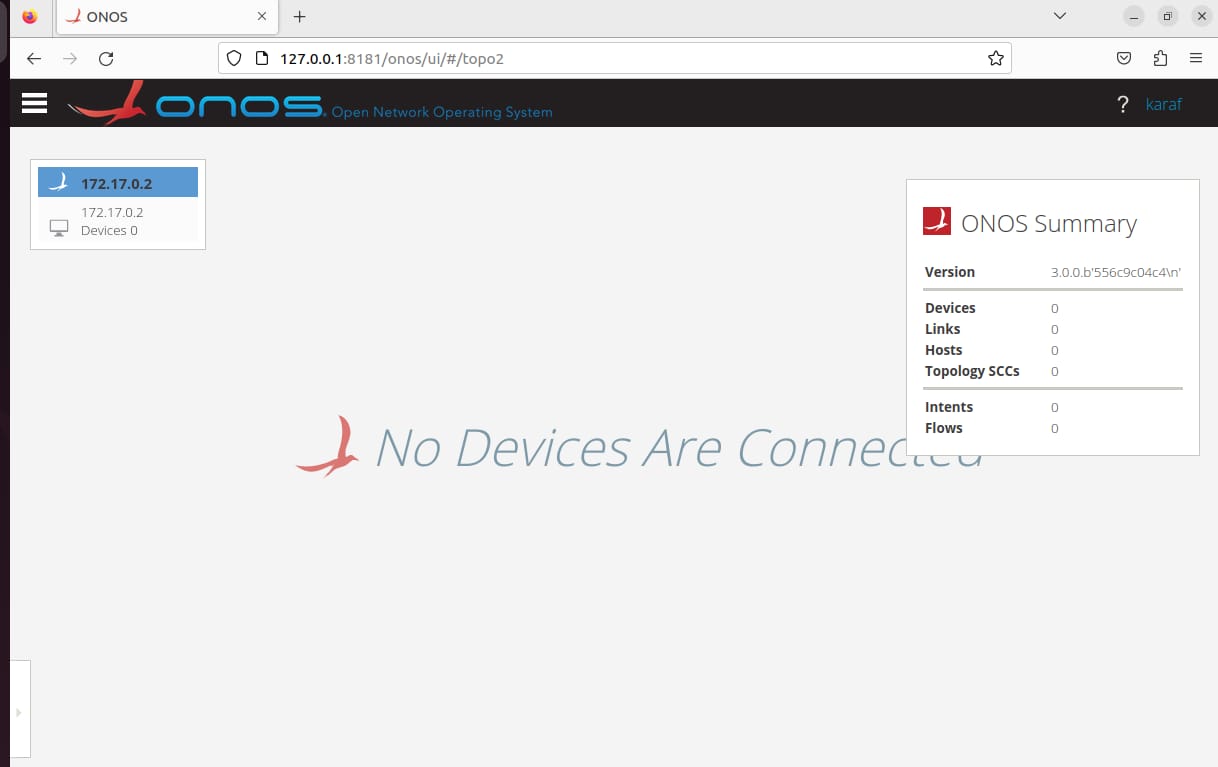 ONOS
127.0.0.1:8181/onos/ui/#/topo2
onos Open Network Operating System
? karaf
172.17.0.2
172.17.0.2
Devices 0
ONOS Summary
Version 3.0.0.b'556c9c04c4\n'
Devices 0
Links 0
Hosts 0
Topology SCCs 0
Intents 0
Flows 0
No Devices Are Connected